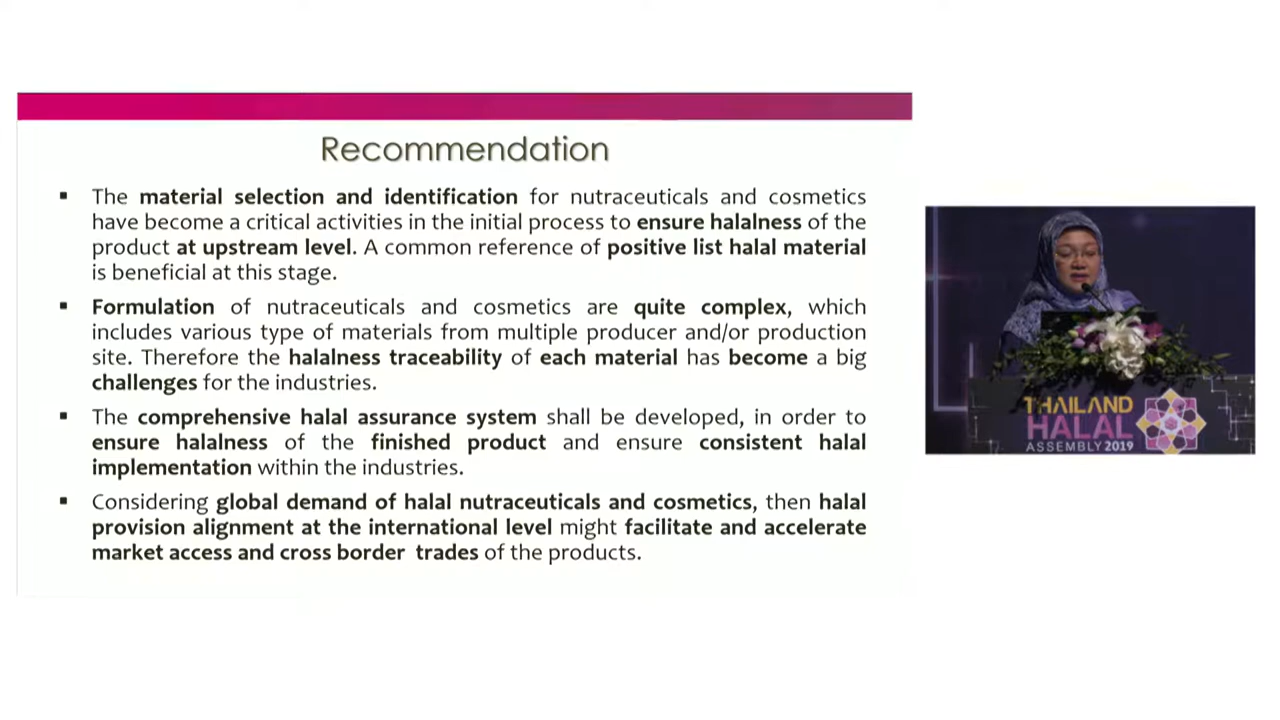 Recommendation
▪ The material selection and identification for nutraceuticals and cosmetics
have become a critical activities in the initial process to ensure halalness of the
product at upstream level. A common reference of positive list halal material
is beneficial at this stage.
▪ Formulation of nutraceuticals and cosmetics are quite complex, which
includes various type of materials from multiple producer and/or production
site. Therefore the halalness traceability of each material has become a big
challenges for the industries.
▪ The comprehensive halal assurance system shall be developed, in order to
ensure halalness of the finished product and ensure consistent halal
implementation within the industries.
▪ Considering global demand of halal nutraceuticals and cosmetics, then halal
provision alignment at the international level might facilitate and accelerate
market access and cross border trades of the products.
THAILAND
HALAL
ASSEMBLY 2019